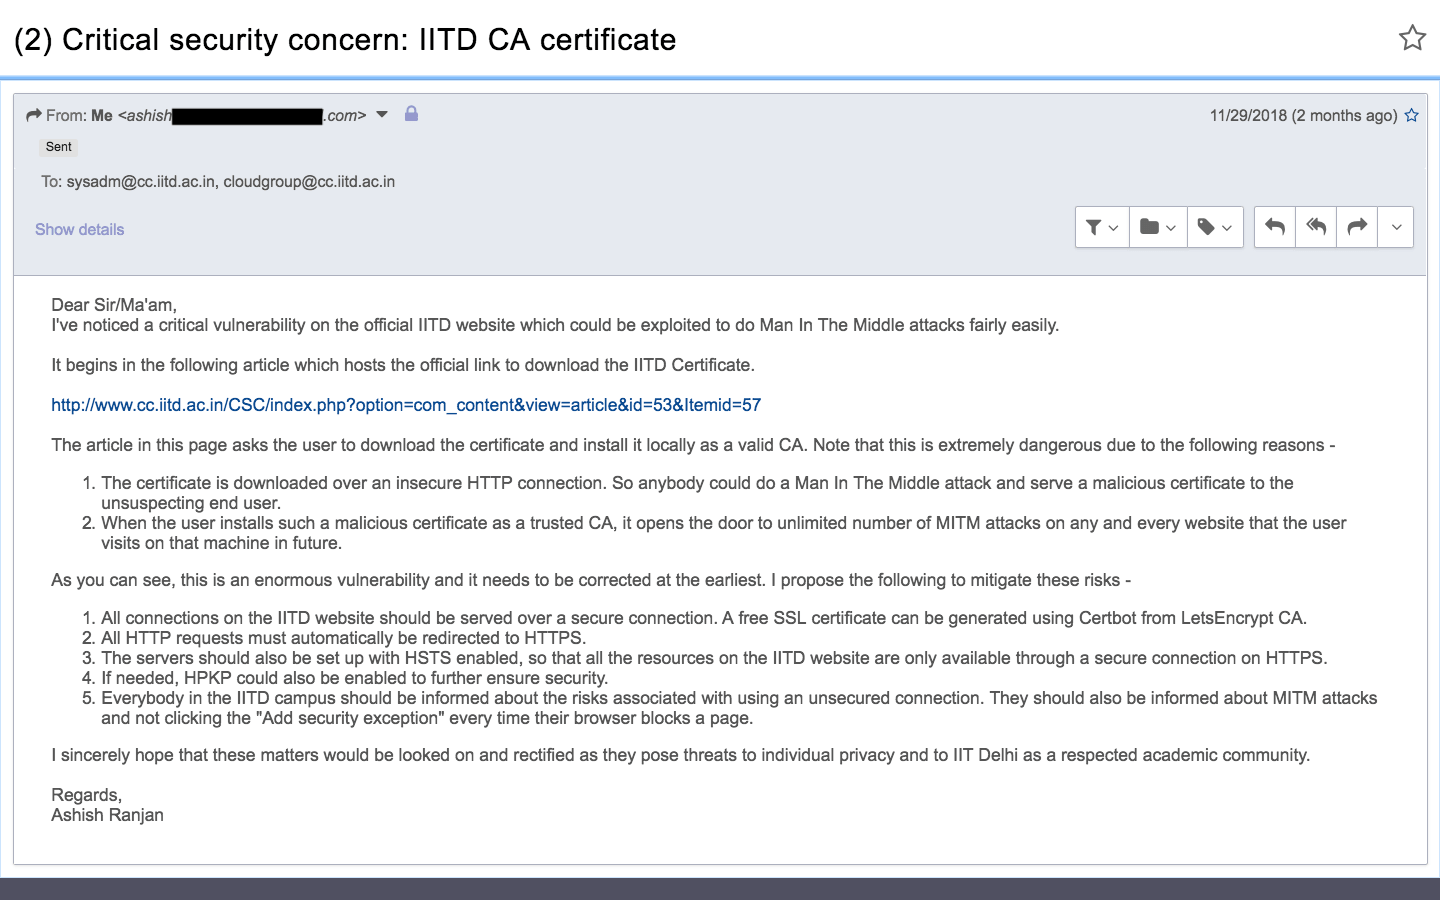 (2) Critical security concern: IITD CA certificate
From: Me <ashish .com>
11/29/2018 (2 months ago)
Sent
To: sysadm@cc.iitd.ac.in, cloudgroup@cc.iitd.ac.in
Show details
Dear Sir/Ma'am,
I've noticed a critical vulnerability on the official IITD website which could be exploited to do Man In The Middle attacks fairly easily.
It begins in the following article which hosts the official link to download the IITD Certificate.
http://www.cc.iitd.ac.in/CSC/index.php?option=com_content&view=article&id=53&Itemid=57
The article in this page asks the user to download the certificate and install it locally as a valid CA. Note that this is extremely dangerous due to the following reasons -
1. The certificate is downloaded over an insecure HTTP connection. So anybody could do a Man In The Middle attack and serve a malicious certificate to the
unsuspecting end user.
2. When the user installs such a malicious certificate as a trusted CA, it opens the door to unlimited number of MITM attacks on any and every website that the user
visits on that machine in future.
As you can see, this is an enormous vulnerability and it needs to be corrected at the earliest. I propose the following to mitigate these risks -
1. All connections on the IITD website should be served over a secure connection. A free SSL certificate can be generated using Certbot from LetsEncrypt CA.
2. All HTTP requests must automatically be redirected to HTTPS.
3. The servers should also be set up with HSTS enabled, so that all the resources on the IITD website are only available through a secure connection on HTTPS.
4. If needed, HPKP could also be enabled to further ensure security.
5. Everybody in the IITD campus should be informed about the risks associated with using an unsecured connection. They should also be informed about MITM attacks
and not clicking the "Add security exception" every time their browser blocks a page.
I sincerely hope that these matters would be looked on and rectified as they pose threats to individual privacy and to IIT Delhi as a respected academic community.
Regards,
Ashish Ranjan